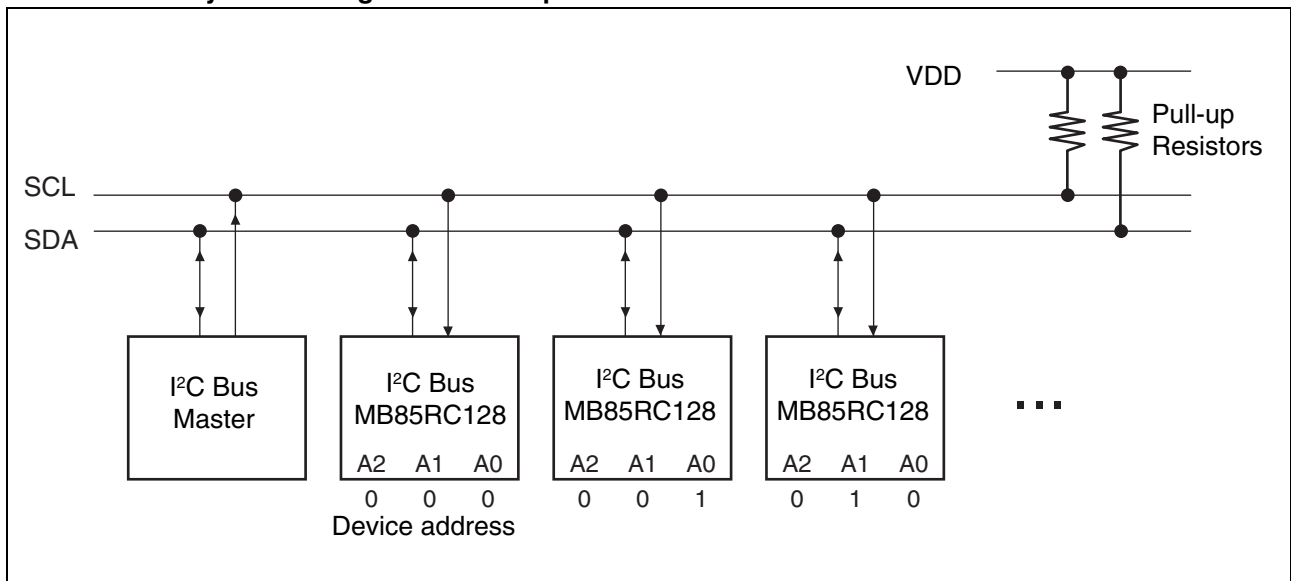 VDD
Pull-up
Resistors
SCL
SDA
I²C Bus
Master
I²C Bus
MB85RC128
A2 A1 A0
0 0 0
Device address
I²C Bus
MB85RC128
A2 A1 A0
0 0 1
I²C Bus
MB85RC128
A2 A1 A0
0 1 0
...